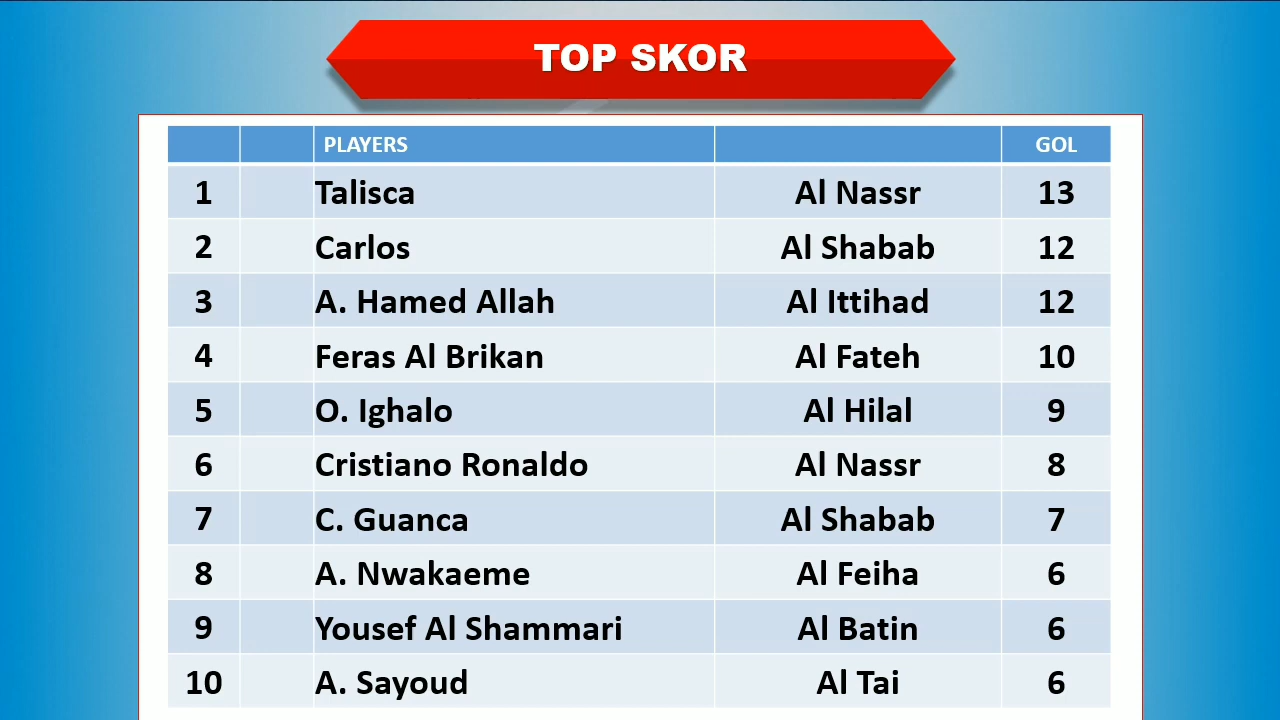 TOP SKOR
PLAYERS GOL
1 Talisca Al Nassr 13
2 Carlos Al Shabab 12
3 A. Hamed Allah Al Ittihad 12
4 Feras Al Brikan Al Fateh 10
5 O. Ighalo Al Hilal 9
6 Cristiano Ronaldo Al Nassr 8
7 C. Guanca Al Shabab 7
8 A. Nwakaeme Al Feiha 6
9 Yousef Al Shammari Al Batin 6
10 A. Sayoud Al Tai 6